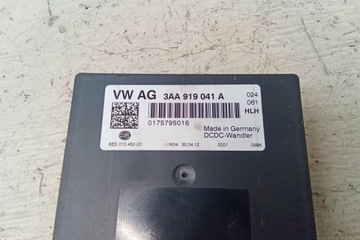 VW AG 3AA 919 041 A 024
061
HLH
0175795016
Made in Germany
DCDC-Wandler
5ES 010 452-20 W04 30.04.12 0001 0996